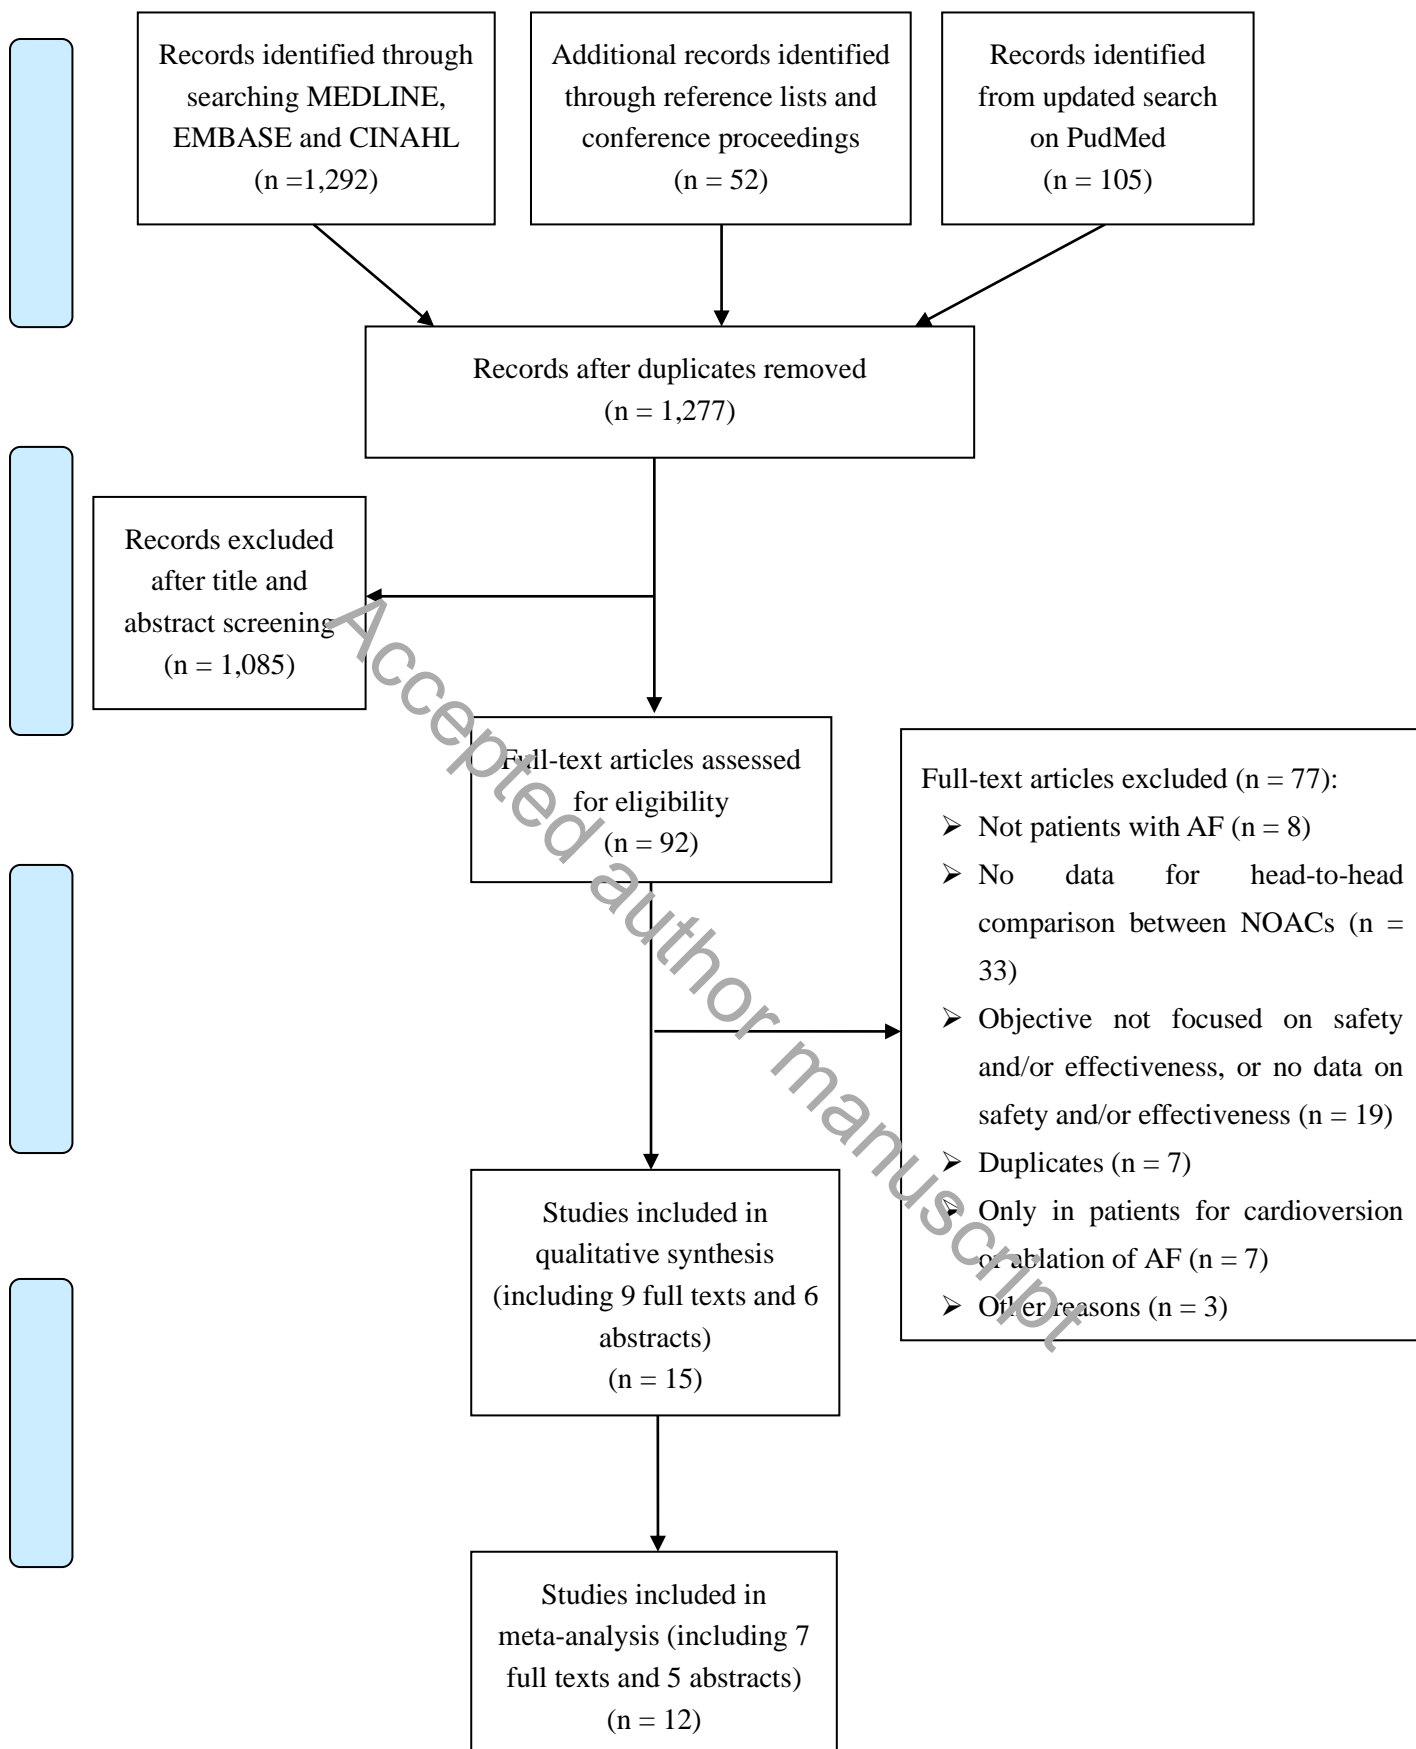 Records identified through
searching MEDLINE,
EMBASE and CINAHL
(n =1,292)
Additional records identified
through reference lists and
conference proceedings
(n = 52)
Records identified
from updated search
on PudMed
(n = 105)
Records after duplicates removed
(n = 1,277)
Records excluded
after title and
abstract screening
(n = 1,085)
Full-text articles assessed
for eligibility
(n = 92)
Full-text articles excluded (n = 77):
➢ Not patients with AF (n = 8)
➢ No data for head-to-head
comparison between NOACs (n =
33)
➢ Objective not focused on safety
and/or effectiveness, or no data on
safety and/or effectiveness (n = 19)
➢ Duplicates (n = 7)
➢ Only in patients for cardioversion
or ablation of AF (n = 7)
➢ Other reasons (n = 3)
Studies included in
qualitative synthesis
(including 9 full texts and 6
abstracts)
(n = 15)
Studies included in
meta-analysis (including 7
full texts and 5 abstracts)
(n = 12)
Accepted author manuscript